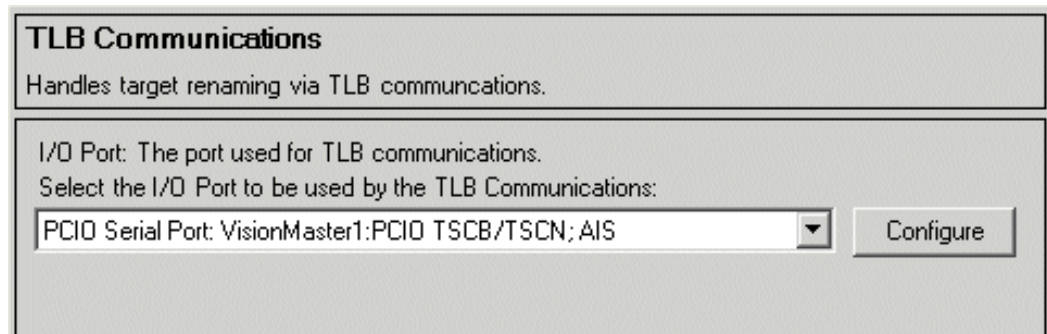 TLB Communications
Handles target renaming via TLB communcations.
I/O Port: The port used for TLB communications.
Select the I/O Port to be used by the TLB Communications:
PCIO Serial Port: VisionMaster1:PCIO TSCB/TSCN; AIS
Configure